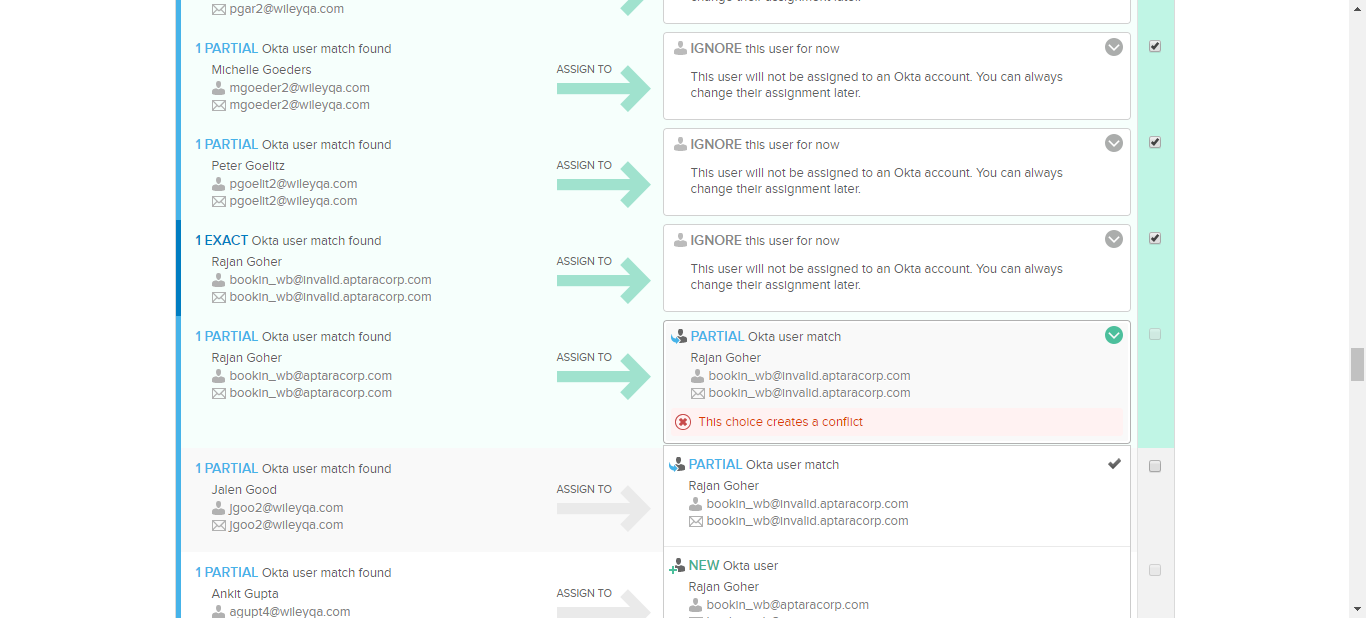 pgar2@wileyqa.com
change their assignment later.
1 PARTIAL Okta user match found
Michelle Goeders
mgoeder2@wileyqa.com
mgoeder2@wileyqa.com
ASSIGN TO
IGNORE this user for now
This user will not be assigned to an Okta account. You can always
change their assignment later.
1 PARTIAL Okta user match found
Peter Goelitz
pgoelit2@wileyqa.com
pgoelit2@wileyqa.com
ASSIGN TO
IGNORE this user for now
This user will not be assigned to an Okta account. You can always
change their assignment later.
1 EXACT Okta user match found
Rajan Goher
bookin_wb@invalid.aptaracorp.com
bookin_wb@invalid.aptaracorp.com
ASSIGN TO
IGNORE this user for now
This user will not be assigned to an Okta account. You can always
change their assignment later.
1 PARTIAL Okta user match found
Rajan Goher
bookin_wb@aptaracorp.com
bookin_wb@aptaracorp.com
ASSIGN TO
PARTIAL Okta user match
Rajan Goher
bookin_wb@invalid.aptaracorp.com
bookin_wb@invalid.aptaracorp.com
This choice creates a conflict
1 PARTIAL Okta user match found
Jalen Good
jgoo2@wileyqa.com
jgoo2@wileyqa.com
ASSIGN TO
PARTIAL Okta user match
Rajan Goher
bookin_wb@invalid.aptaracorp.com
bookin_wb@invalid.aptaracorp.com
1 PARTIAL Okta user match found
Ankit Gupta
agupt4@wileyqa.com
ASSIGN TO
NEW Okta user
Rajan Goher
bookin_wb@aptaracorp.com